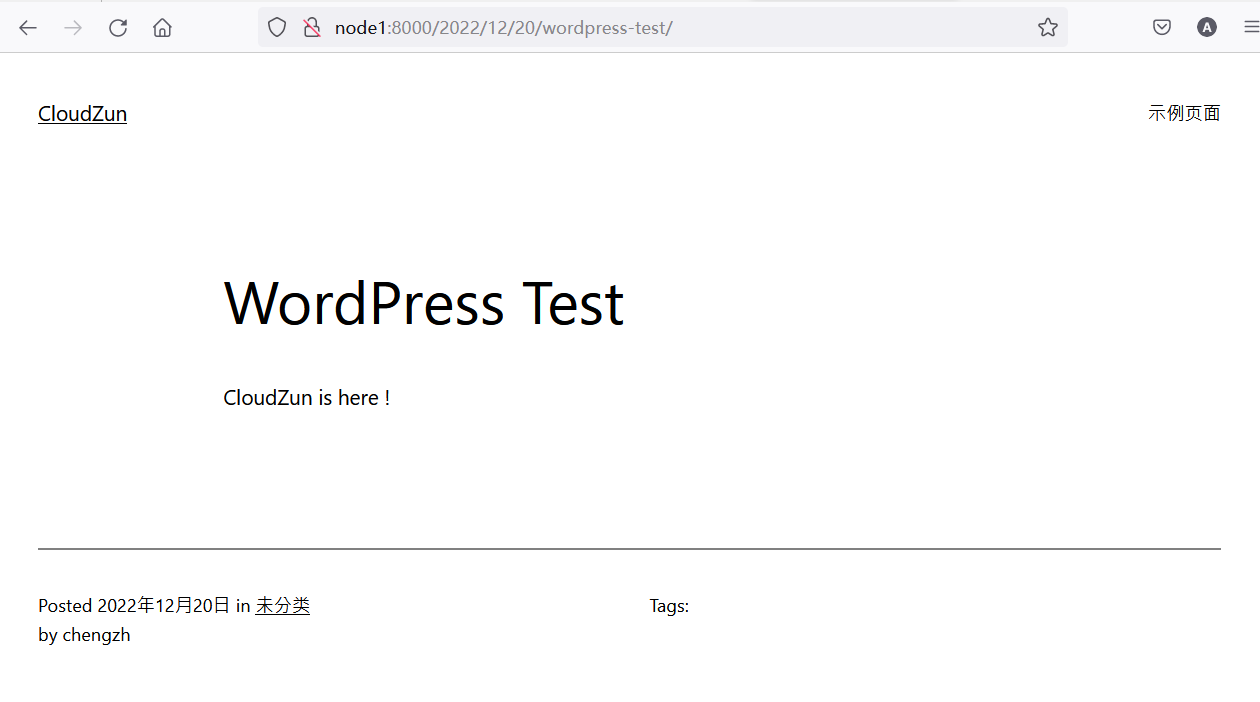 node1:8000/2022/12/20/wordpress-test/
A
CloudZun
示例页面
WordPress Test
CloudZun is here !
Posted 2022年12月20日 in 未分类
by chengzh
Tags: